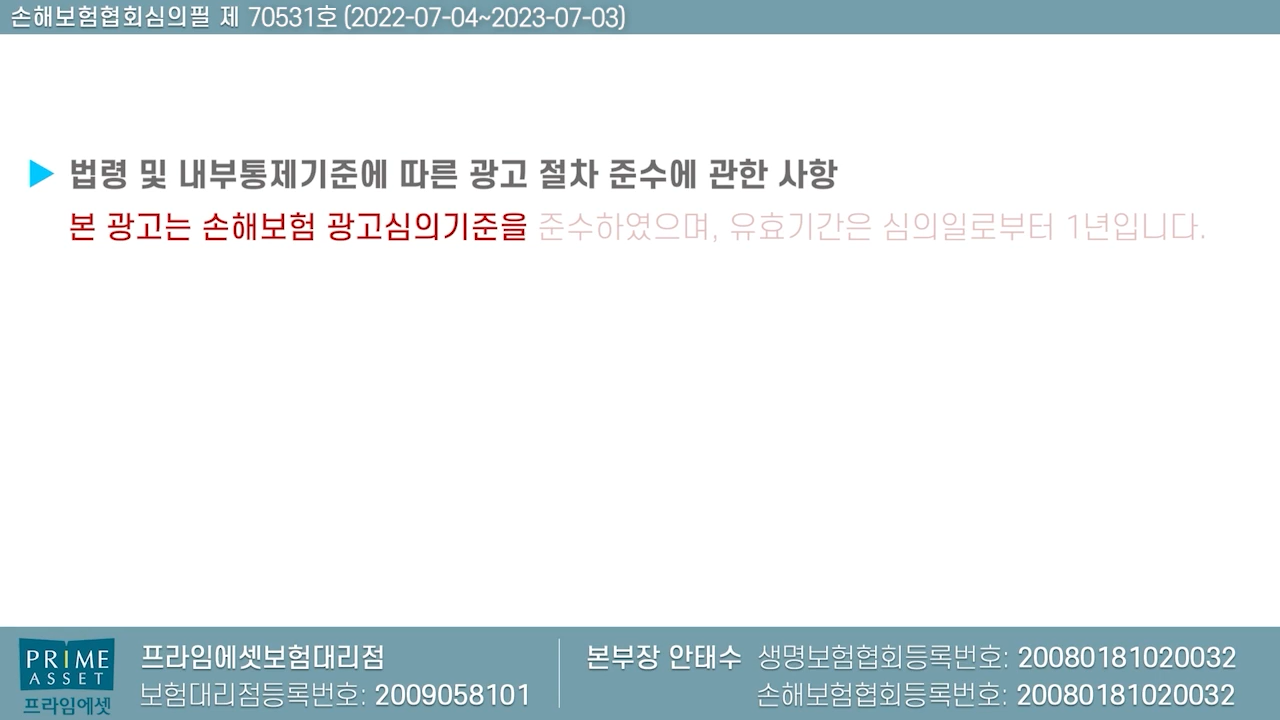 손해보험협회심의필 제 70531호 (2022-07-04~2023-07-03)
▶ 법령 및 내부통제기준에 따른 광고 절차 준수에 관한 사항
본 광고는 손해보험 광고심의기준을 준수하였으며, 유효기간은 심의일로부터 1년입니다.
PRIME
ASSET
프라임에셋
프라임에셋보험대리점
보험대리점등록번호: 2009058101
본부장 안태수 생명보험협회등록번호: 20080181020032
손해보험협회등록번호: 20080181020032